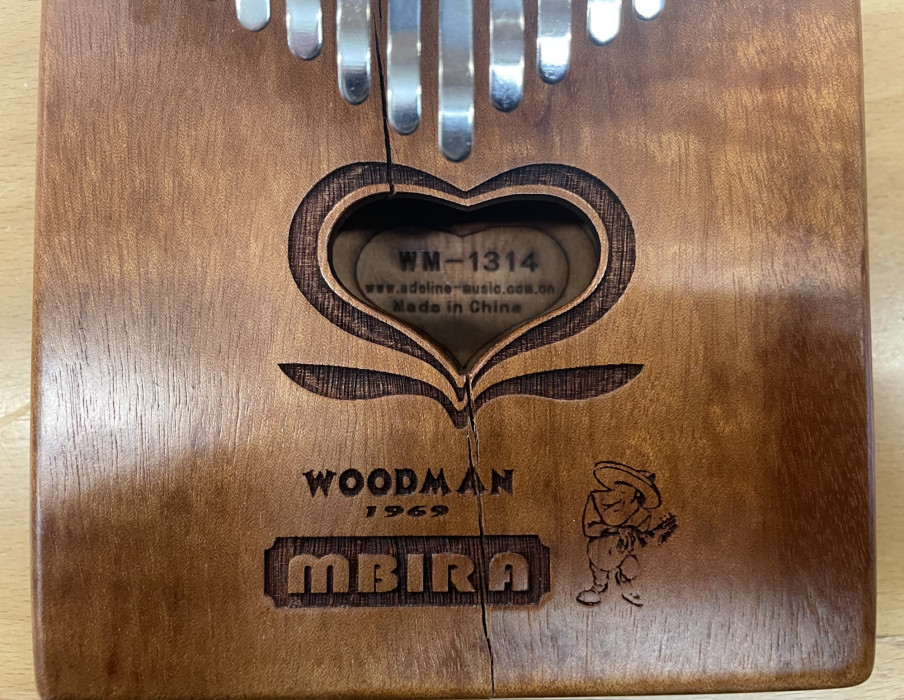 WM-1314
www.adeline-music.com.cn
Made in China
WOODMAN
1969
MBIRA